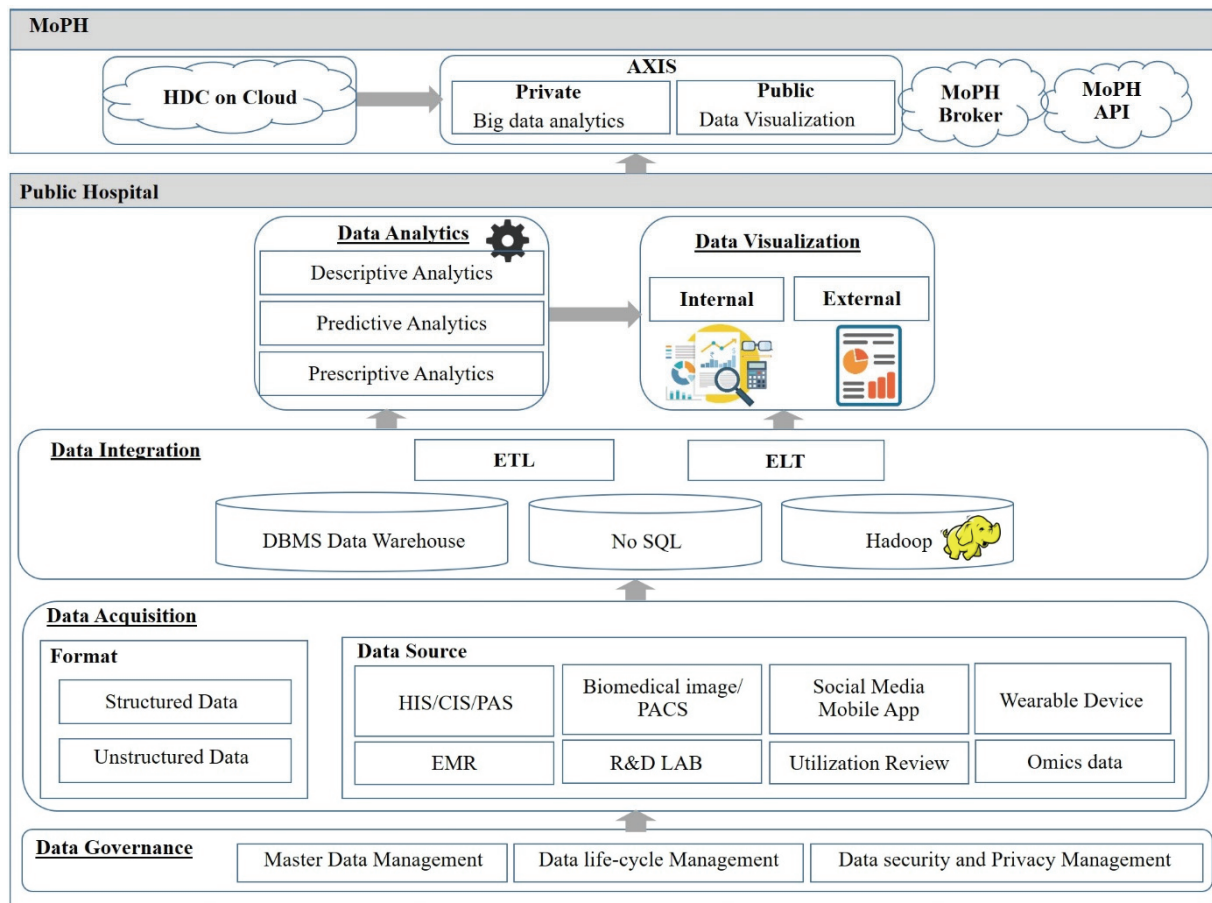 MoPH
HDC on Cloud
AXIS
Private
Big data analytics
Public
Data Visualization
MoPH
Broker
MoPH
API
Public Hospital
Data Analytics
Descriptive Analytics
Predictive Analytics
Prescriptive Analytics
Data Visualization
Internal
External
Data Integration
ETL
ELT
DBMS Data Warehouse
No SQL
Hadoop
Data Acquisition
Format
Structured Data
Unstructured Data
Data Source
HIS/CIS/PAS
Biomedical image/
PACS
Social Media
Mobile App
Wearable Device
EMR
R&D LAB
Utilization Review
Omics data
Data Governance
Master Data Management
Data life-cycle Management
Data security and Privacy Management